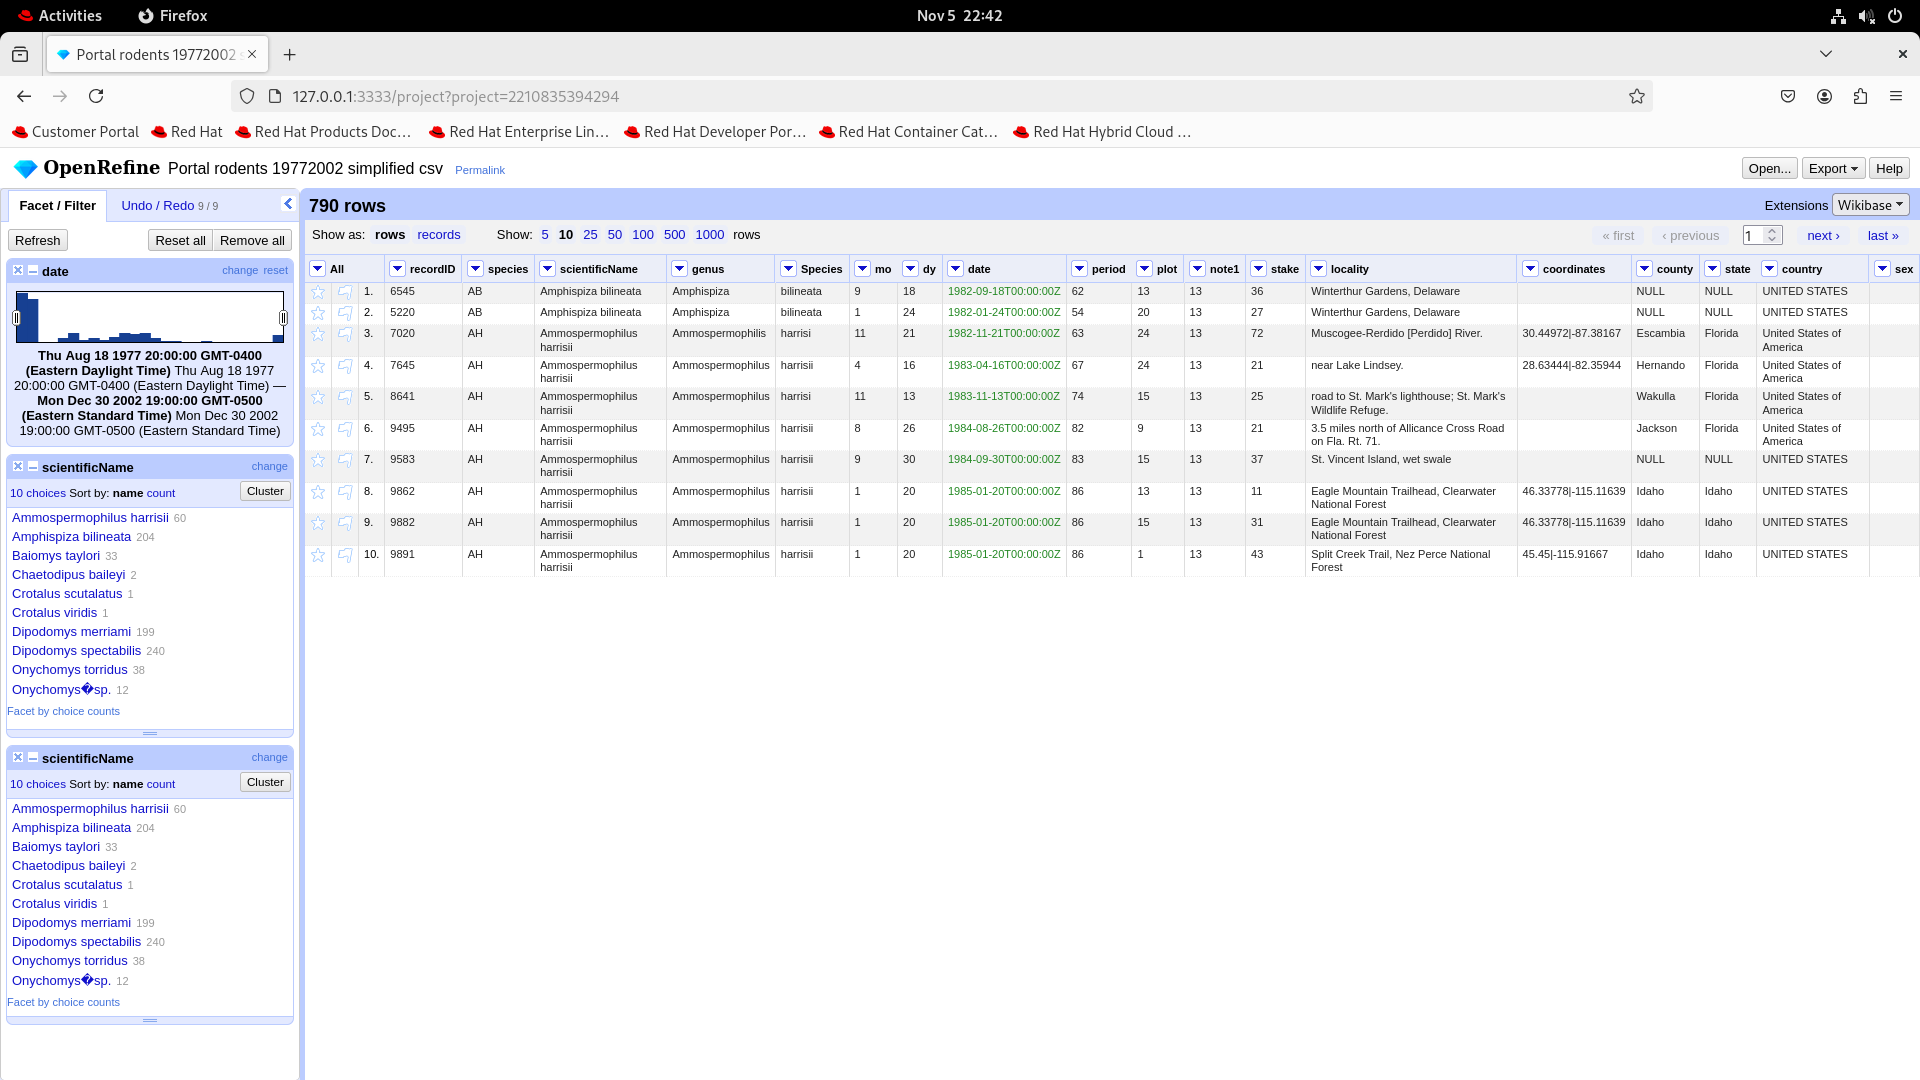 Activities Firefox Nov 5 22:42
Portal rodents 19772002 s
127.0.0.1:3333/project?project=2210835394294
Customer Portal Red Hat Red Hat Products Doc… Red Hat Enterprise Lin… Red Hat Developer Por… Red Hat Container Cat… Red Hat Hybrid Cloud …
OpenRefine Portal rodents 19772002 simplified csv Permalink Open... Export Help
Facet / Filter Undo / Redo 9 / 9
Refresh Reset all Remove all
date change reset
Thu Aug 18 1977 20:00:00 GMT-0400
(Eastern Daylight Time) Thu Aug 18 1977
20:00:00 GMT-0400 (Eastern Daylight Time) —
Mon Dec 30 2002 19:00:00 GMT-0500
(Eastern Standard Time) Mon Dec 30 2002
19:00:00 GMT-0500 (Eastern Standard Time)
scientificName change
10 choices Sort by: name count Cluster
Ammospermophilus harrisii 60
Amphispiza bilineata 204
Baiomys taylori 33
Chaetodipus baileyi 2
Crotalus scutalatus 1
Crotalus viridis 1
Dipodomys merriami 199
Dipodomys spectabilis 240
Onychomys torridus 38
Onychomys�sp. 12
Facet by choice counts
scientificName change
10 choices Sort by: name count Cluster
Ammospermophilus harrisii 60
Amphispiza bilineata 204
Baiomys taylori 33
Chaetodipus baileyi 2
Crotalus scutalatus 1
Crotalus viridis 1
Dipodomys merriami 199
Dipodomys spectabilis 240
Onychomys torridus 38
Onychomys�sp. 12
Facet by choice counts
790 rows Extensions Wikibase
Show as: rows records Show: 5 10 25 50 100 500 1000 rows « first ‹ previous 1 next › last »
All recordID species scientificName genus Species mo dy date period plot note1 stake locality coordinates county state country sex
1. 6545 AB Amphispiza bilineata Amphispiza bilineata 9 18 1982-09-18T00:00:00Z 62 13 13 36 Winterthur Gardens, Delaware NULL NULL UNITED STATES
2. 5220 AB Amphispiza bilineata Amphispiza bilineata 1 24 1982-01-24T00:00:00Z 54 20 13 27 Winterthur Gardens, Delaware NULL NULL UNITED STATES
3. 7020 AH Ammospermophilus Ammospermophilis harrisi 11 21 1982-11-21T00:00:00Z 63 24 13 72 Muscogee-Rerdido [Perdido] River. 30.44972|-87.38167 Escambia Florida United States of
harrisii America
4. 7645 AH Ammospermophilus Ammospermophilus harrisii 4 16 1983-04-16T00:00:00Z 67 24 13 21 near Lake Lindsey. 28.63444|-82.35944 Hernando Florida United States of
harrisii America
5. 8641 AH Ammospermophilus Ammospermophilus harrisi 11 13 1983-11-13T00:00:00Z 74 15 13 25 road to St. Mark's lighthouse; St. Mark's Wakulla Florida United States of
harrisii Wildlife Refuge. America
6. 9495 AH Ammospermophilus Ammospermophilus harrisii 8 26 1984-08-26T00:00:00Z 82 9 13 21 3.5 miles north of Allicance Cross Road Jackson Florida United States of
harrisii on Fla. Rt. 71. America
7. 9583 AH Ammospermophilus Ammospermophilus harrisii 9 30 1984-09-30T00:00:00Z 83 15 13 37 St. Vincent Island, wet swale NULL NULL UNITED STATES
harrisii
8. 9862 AH Ammospermophilus Ammospermophilus harrisii 1 20 1985-01-20T00:00:00Z 86 13 13 11 Eagle Mountain Trailhead, Clearwater 46.33778|-115.11639 Idaho Idaho UNITED STATES
harrisii National Forest
9. 9882 AH Ammospermophilus Ammospermophilus harrisii 1 20 1985-01-20T00:00:00Z 86 15 13 31 Eagle Mountain Trailhead, Clearwater 46.33778|-115.11639 Idaho Idaho UNITED STATES
harrisii National Forest
10. 9891 AH Ammospermophilus Ammospermophilus harrisii 1 20 1985-01-20T00:00:00Z 86 1 13 43 Split Creek Trail, Nez Perce National 45.45|-115.91667 Idaho Idaho UNITED STATES
harrisii Forest